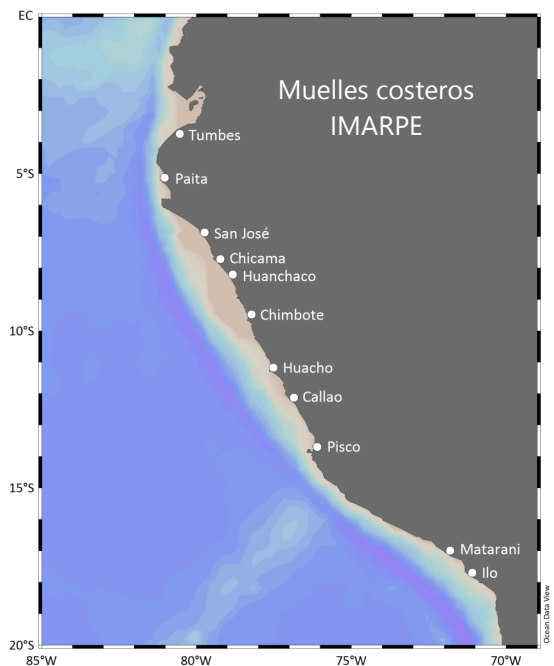 EC
Muelles costeros
IMARPE
Tumbes
5°S
Paita
San José
Chicama
Huanchaco
Chimbote
10°S
Huacho
Callao
Pisco
15°S
Matarani
Ilo
20°S
85°W
80°W
75°W
70°W
Ocean Data View